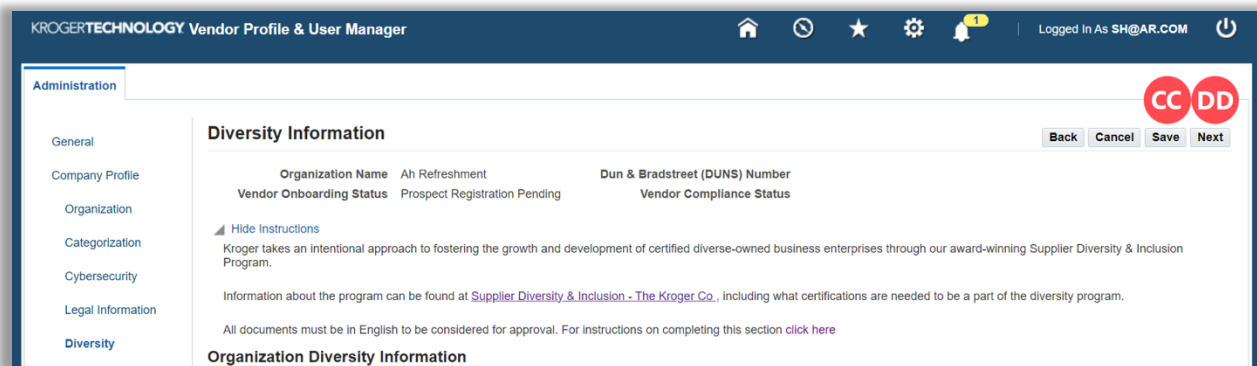 KROGERTECHNOLOGY. Vendor Profile & User Manager
1
Logged In As SH@AR.COM
Administration
CC DD
Diversity Information
Back Cancel Save Next
General
Company Profile
Organization
Categorization
Cybersecurity
Legal Information
Diversity
Organization Name Ah Refreshment Dun & Bradstreet (DUNS) Number
Vendor Onboarding Status Prospect Registration Pending Vendor Compliance Status
Hide Instructions
Kroger takes an intentional approach to fostering the growth and development of certified diverse-owned business enterprises through our award-winning Supplier Diversity & Inclusion
Program.
Information about the program can be found at Supplier Diversity & Inclusion - The Kroger Co , including what certifications are needed to be a part of the diversity program.
All documents must be in English to be considered for approval. For instructions on completing this section click here
Organization Diversity Information